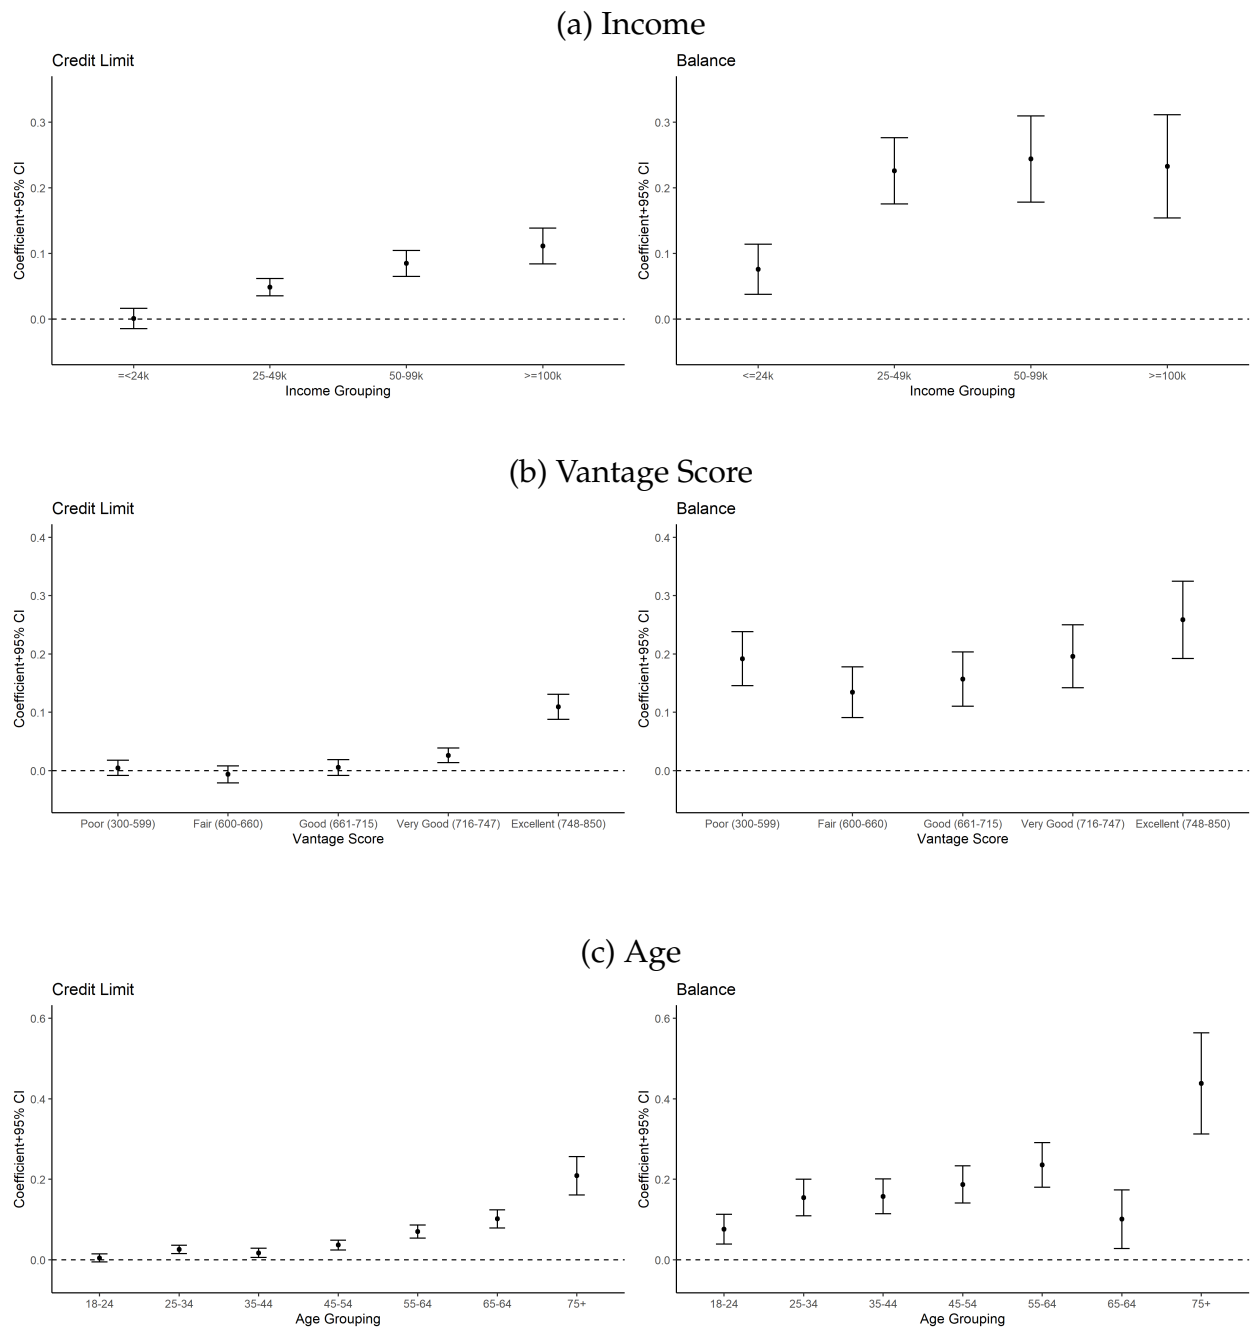 (a) Income
Credit Limit
Coefficient+95% CI
0.3
0.2
0.1
0.0
=<24k 25-49k 50-99k >=100k
Income Grouping
Balance
Coefficient+95% CI
0.3
0.2
0.1
0.0
<=24k 25-49k 50-99k >=100k
Income Grouping
(b) Vantage Score
Credit Limit
Coefficient+95% CI
0.4
0.3
0.2
0.1
0.0
Poor (300-599) Fair (600-660) Good (661-715) Very Good (716-747) Excellent (748-850)
Vantage Score
Balance
Coefficient+95% CI
0.4
0.3
0.2
0.1
0.0
Poor (300-599) Fair (600-660) Good (661-715) Very Good (716-747) Excellent (748-850)
Vantage Score
(c) Age
Credit Limit
Coefficient+95% CI
0.6
0.4
0.2
0.0
18-24 25-34 35-44 45-54 55-64 65-64 75+
Age Grouping
Balance
Coefficient+95% CI
0.6
0.4
0.2
0.0
18-24 25-34 35-44 45-54 55-64 65-64 75+
Age Grouping